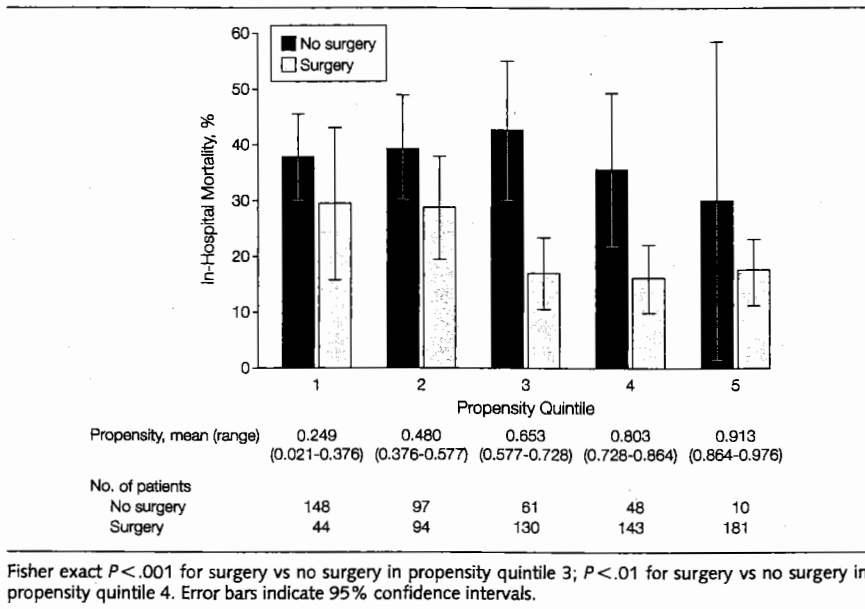 60
50
40
30
20
10
0
In-Hospital Mortality, %
No surgery
Surgery
1 2 3 4 5
Propensity Quintile
Propensity, mean (range) 0.249 0.480 0.653 0.803 0.913
(0.021-0.376) (0.376-0.577) (0.577-0.728) (0.728-0.864) (0.864-0.976)
No. of patients
No surgery 148 97 61 48 10
Surgery 44 94 130 143 181
Fisher exact P<.001 for surgery vs no surgery in propensity quintile 3; P<.01 for surgery vs no surgery in
propensity quintile 4. Error bars indicate 95% confidence intervals.